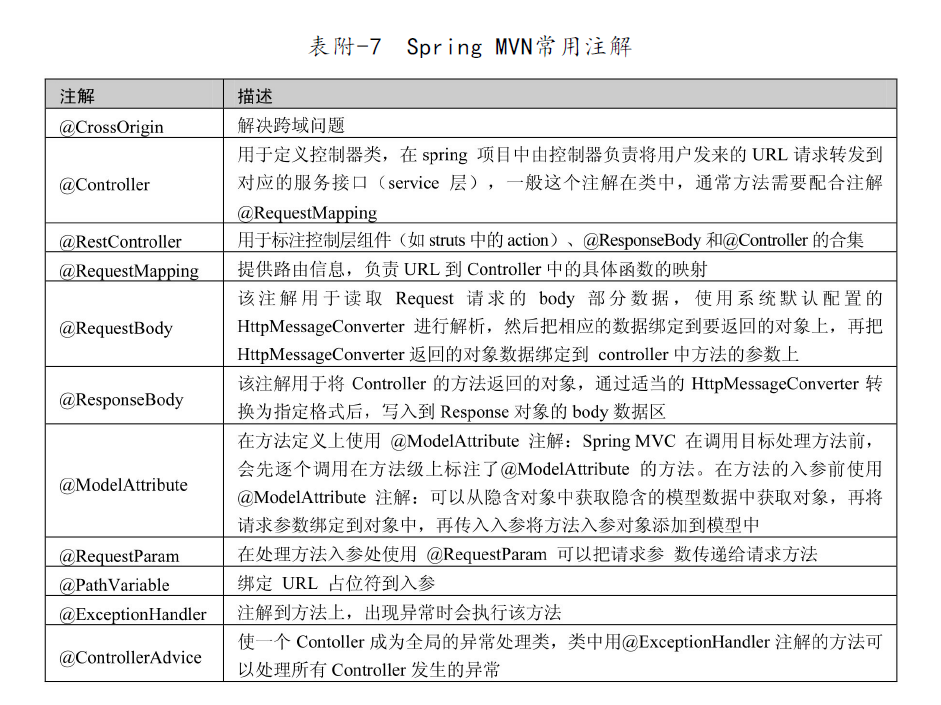 表附-7 Spring MVN常用注解
注解 描述
@CrossOrigin 解决跨域问题
用于定义控制器类，在 spring 项目中由控制器负责将用户发来的 URL 请求转发到
@Controller 对应的服务接口（service 层），一般这个注解在类中，通常方法需要配合注解
@RequestMapping
@RestController 用于标注控制层组件（如 struts 中的 action）、@ResponseBody 和@Controller 的合集
@RequestMapping 提供路由信息，负责 URL 到 Controller 中的具体函数的映射
该注解用于读取 Request 请求的 body 部分数据，使用系统默认配置的
@RequestBody HttpMessageConverter 进行解析，然后把相应的数据绑定到要返回的对象上，再把
HttpMessageConverter 返回的对象数据绑定到 controller 中方法的参数上
@ResponseBody 该注解用于将 Controller 的方法返回的对象，通过适当的 HttpMessageConverter 转
换为指定格式后，写入到 Response 对象的 body 数据区
在方法定义上使用 @ModelAttribute 注解：Spring MVC 在调用目标处理方法前，
会先逐个调用在方法级上标注了@ModelAttribute 的方法。在方法的入参前使用
@ModelAttribute @ModelAttribute 注解：可以从隐含对象中获取隐含的模型数据中获取对象，再将
请求参数绑定到对象中，再传入入参将方法入参对象添加到模型中
@RequestParam 在处理方法入参处使用 @RequestParam 可以把请求参 数传递给请求方法
@PathVariable 绑定 URL 占位符到入参
@ExceptionHandler 注解到方法上，出现异常时会执行该方法
@ControllerAdvice 使一个 Contoller 成为全局的异常处理类，类中用@ExceptionHandler 注解的方法可
以处理所有 Controller 发生的异常